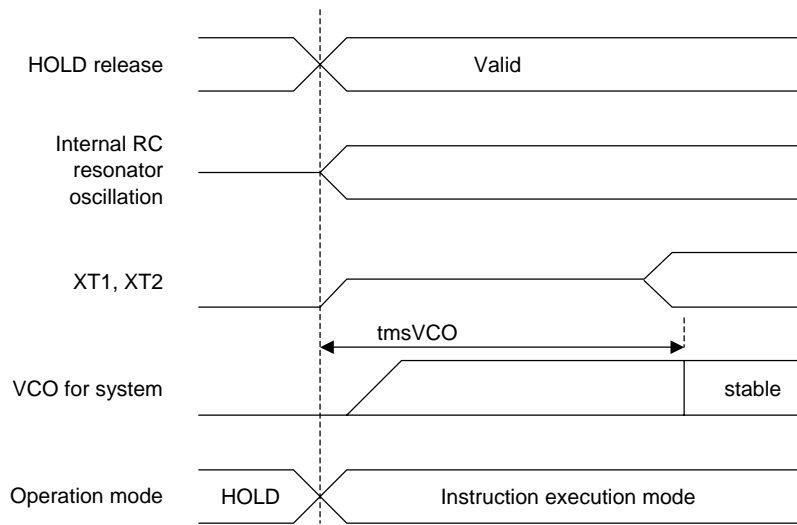 HOLD release
Valid
Internal RC
resonator
oscillation
XT1, XT2
tmsVCO
VCO for system
stable
Operation mode
HOLD
Instruction execution mode